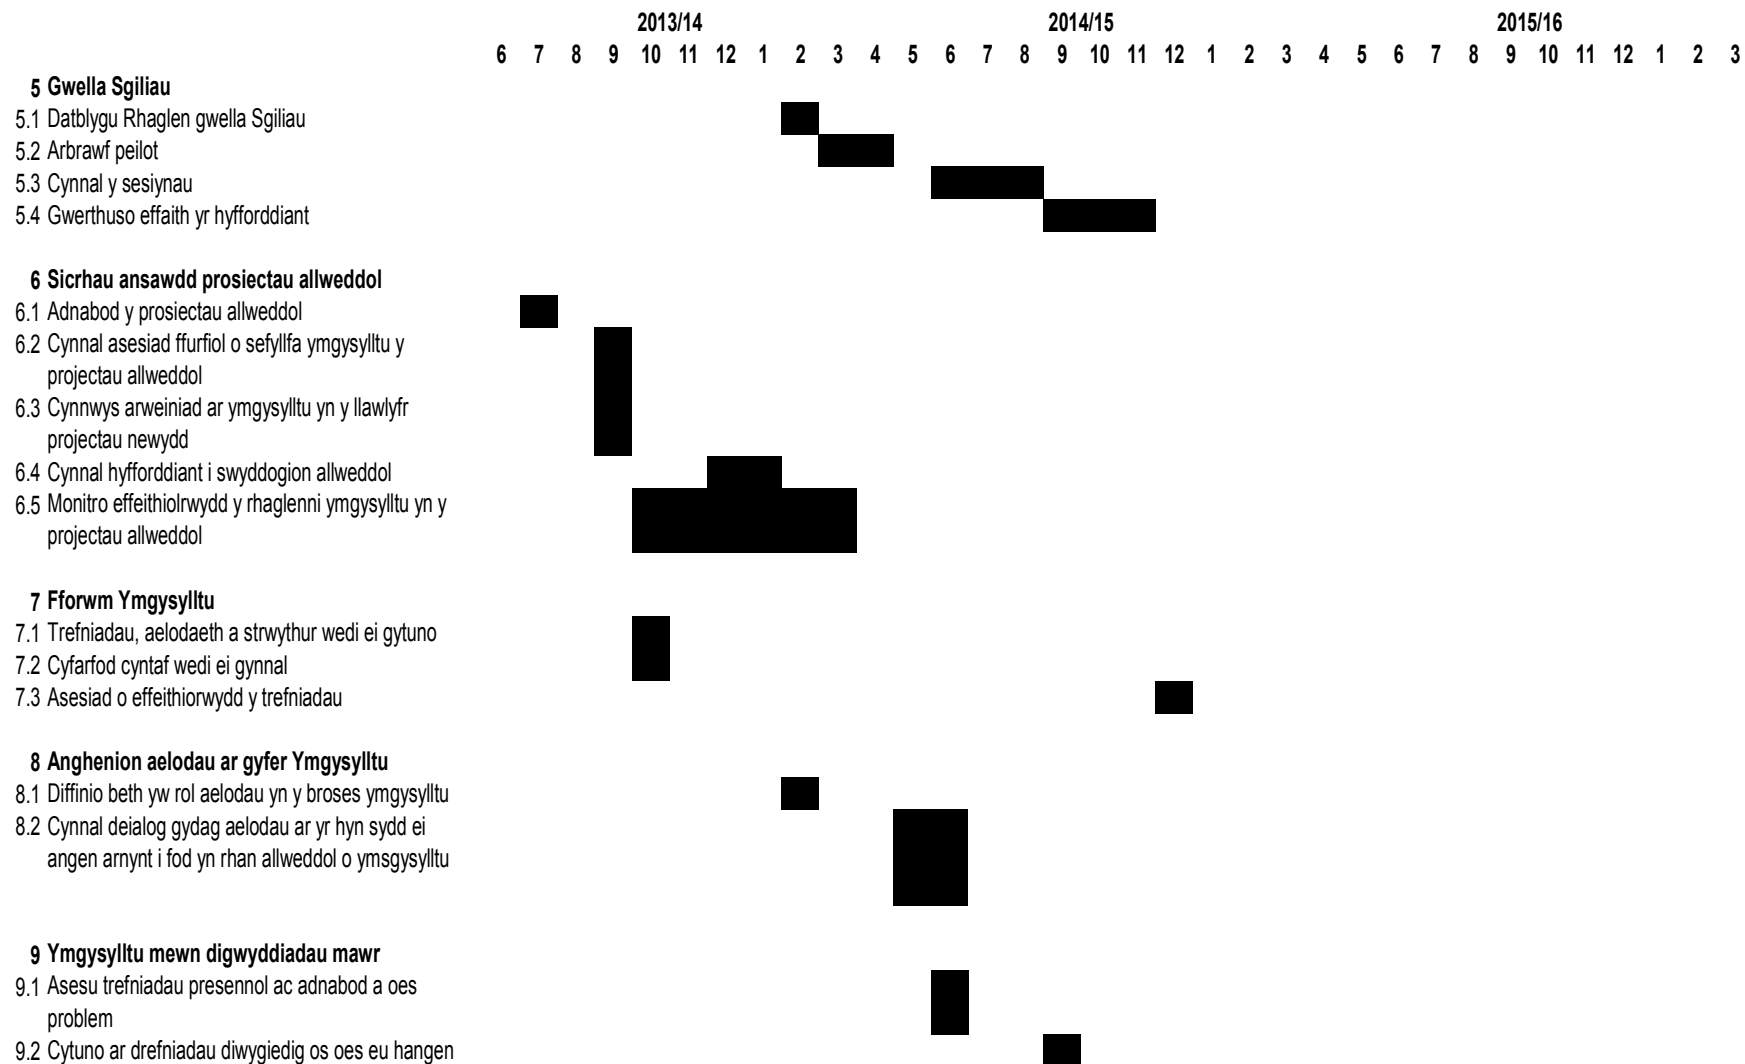 2013/14 2014/15 2015/16
6 7 8 9 10 11 12 1 2 3 4 5 6 7 8 9 10 11 12 1 2 3 4 5 6 7 8 9 10 11 12 1 2 3
5 Gwella Sgiliau
5.1 Datblygu Rhaglen gwella Sgiliau
5.2 Arbrawf peilot
5.3 Cynnal y sesiynau
5.4 Gwerthuso effaith yr hyfforddiant
6 Sicrhau ansawdd prosiectau allweddol
6.1 Adnabod y prosiectau allweddol
6.2 Cynnal asesiad ffurfiol o sefyllfa ymgysylltu y
projectau allweddol
6.3 Cynnwys arweiniad ar ymgysylltu yn y llawlyfr
projectau newydd
6.4 Cynnal hyfforddiant i swyddogion allweddol
6.5 Monitro effeithiolrwydd y rhaglenni ymgysylltu yn y
projectau allweddol
7 Fforwm Ymgysylltu
7.1 Trefniadau, aelodaeth a strwythur wedi ei gytuno
7.2 Cyfarfod cyntaf wedi ei gynnal
7.3 Asesiad o effeithiorwydd y trefniadau
8 Anghenion aelodau ar gyfer Ymgysylltu
8.1 Diffinio beth yw rol aelodau yn y broses ymgysylltu
8.2 Cynnal deialog gydag aelodau ar yr hyn sydd ei
angen arnynt i fod yn rhan allweddol o ymsgysylltu
9 Ymgysylltu mewn digwyddiadau mawr
9.1 Asesu trefniadau presennol ac adnabod a oes
problem
9.2 Cytuno ar drefniadau diwygiedig os oes eu hangen